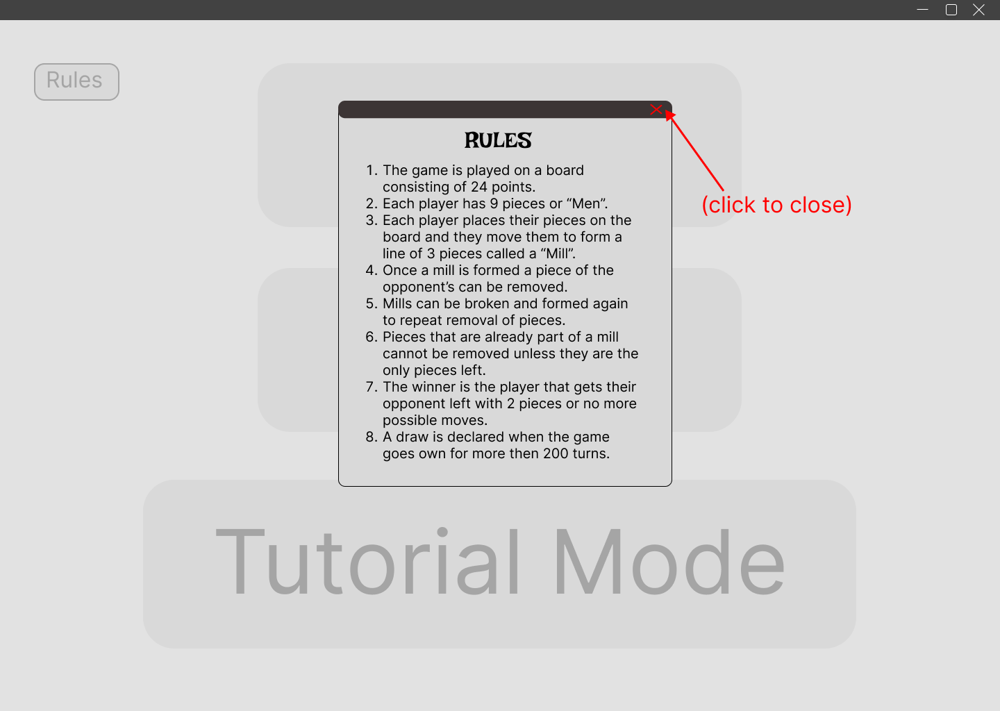 Rules
RULES
1. The game is played on a board
consisting of 24 points.
2. Each player has 9 pieces or “Men”.
3. Each player places their pieces on the
board and they move them to form a
line of 3 pieces called a “Mill”.
4. Once a mill is formed a piece of the
opponent’s can be removed.
5. Mills can be broken and formed again
to repeat removal of pieces.
6. Pieces that are already part of a mill
cannot be removed unless they are the
only pieces left.
7. The winner is the player that gets their
opponent left with 2 pieces or no more
possible moves.
8. A draw is declared when the game
goes own for more then 200 turns.
(click to close)
Tutorial Mode